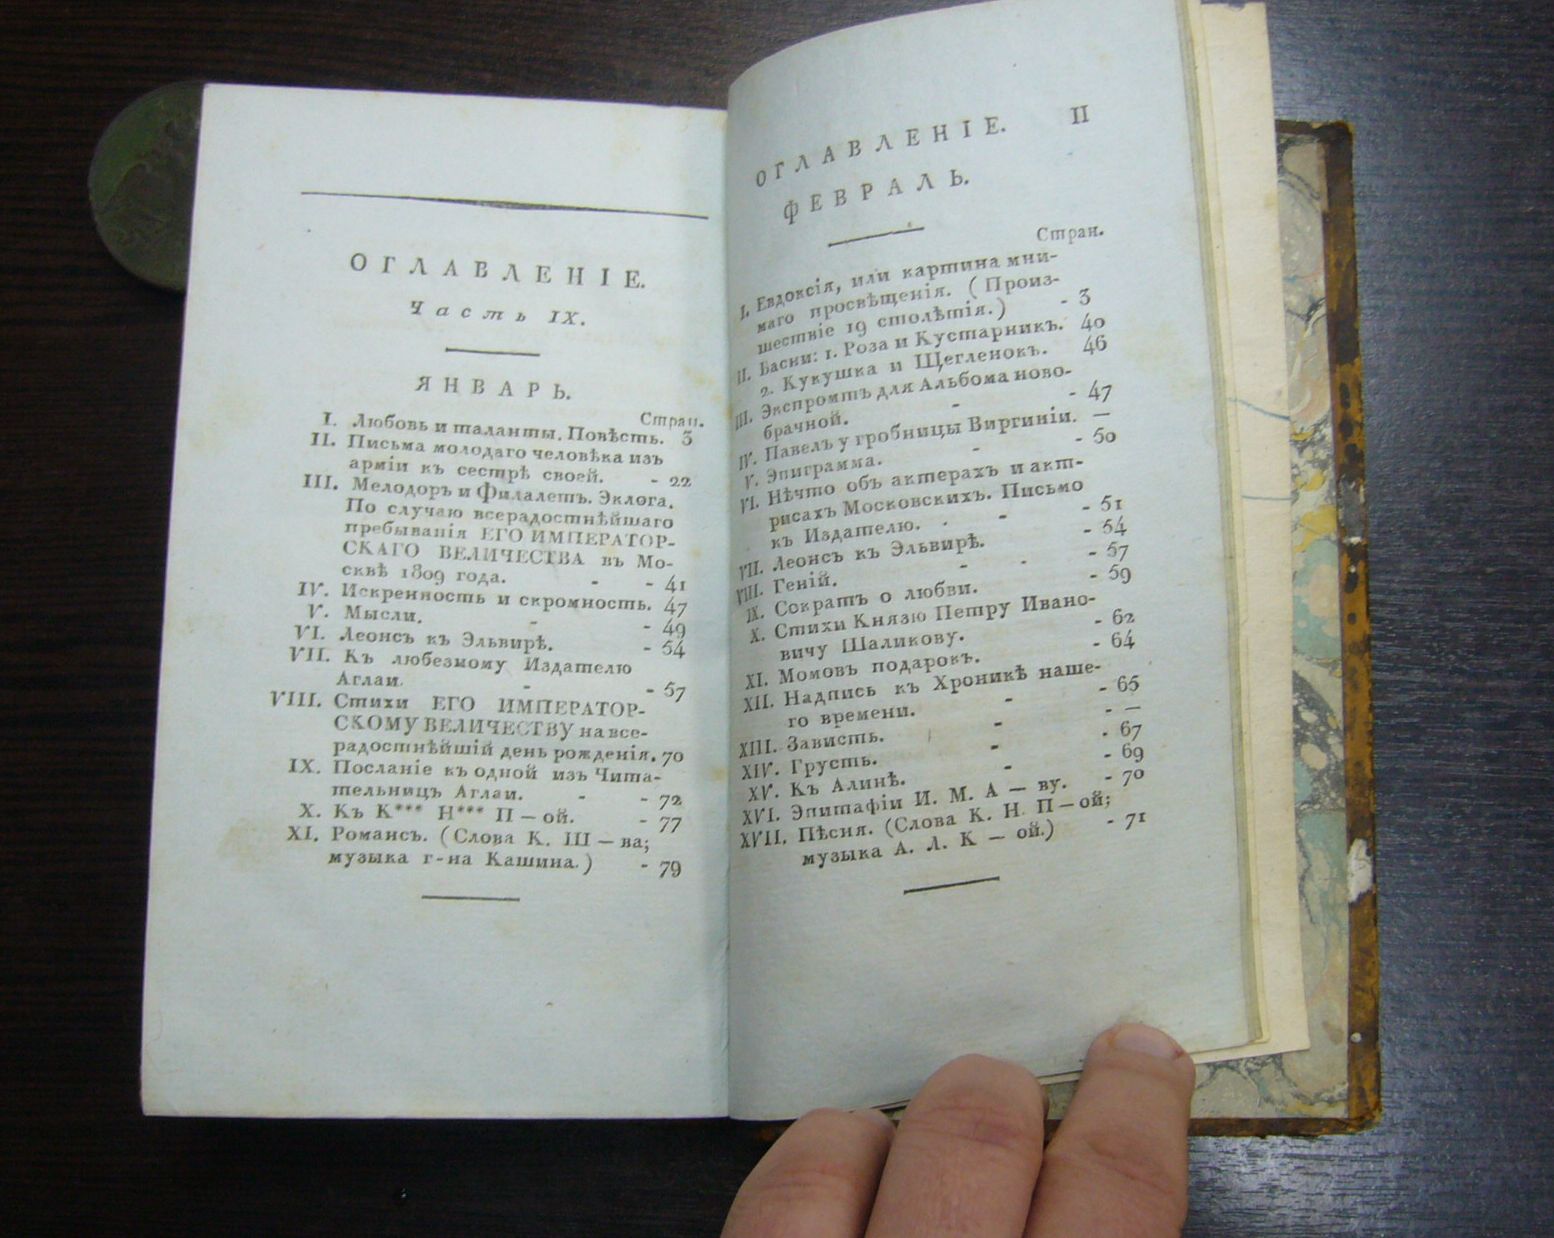 ОГЛАВЛЕНІЕ.
Часть IX.
ЯНВАРЬ.
Стран.
I. Любовь и таланты. Повѣсть. 3
II. Письма молодаго человѣка изъ
арміи къ сестрѣ своей. - 22
III. Мелодоръ и Филалетъ. Эклога.
По случаю всерадостнѣйшаго
пребыванія ЕГО ИМПЕРАТОР-
СКАГО ВЕЛИЧЕСТВА въ Мо-
сквѣ 1809 года. - - 41
IV. Искренность и скромность. 47
V. Мысли. - - 49
VI. Леонсъ къ Эльвирѣ. - 54
VII. Къ любезному Издателю
Аглаи. - - 57
VIII. Стихи ЕГО ИМПЕРАТОР-
СКОМУ ВЕЛИЧЕСТВУ на все-
радостнѣйшій день рожденія. 70
IX. Посланіе къ одной изъ Чита-
тельницъ Аглаи. - - 72
X. Къ К*** Н*** П—ой. - 77
XI. Романсъ. (Слова К. Ш—ва;
музыка г-на Кашина.) - 79
ОГЛАВЛЕНІЕ. II
ФЕВРАЛЬ.
Стран.
I. Евдоксія, или картина мни-
маго просвѣщенія. (Произ-
шествіе 19 столѣтія.) - 3
II. Басни: 1. Роза и Кустарникъ. 40
2. Кукушка и Щегленокъ. 46
III. Экспромтъ для Альбома ново-
брачной. - - 47
IV. Павелъ у гробницы Виргиніи. —
V. Эпиграмма. - - 50
VI. Нѣчто объ актерахъ и акт-
рисахъ Московскихъ. Письмо
къ Издателю. - - - 51
VII. Леонсъ къ Эльвирѣ. - 54
VIII. Геній. - - - 57
IX. Сократъ о любви. - 59
X. Стихи Князю Петру Ивано-
вичу Шаликову. - 62
XI. Момовъ подарокъ. - 64
XII. Надпись къ Хроникѣ наше-
го времени. - - 65
XIII. Зависть. - - —
XIV. Грусть. - - 67
XV. Къ Алинѣ. - - 69
XVI. Эпитафіи И. М. А—ву. - 70
XVII. Пѣсня. (Слова К. Н. П—ой;
музыка А. Л. К—ой.) - 71